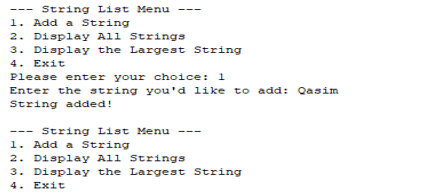 --- String List Menu ---
1. Add a String
2. Display All Strings
3. Display the Largest String
4. Exit
Please enter your choice: 1
Enter the string you'd like to add: Qasim
String added!
--- String List Menu ---
1. Add a String
2. Display All Strings
3. Display the Largest String
4. Exit